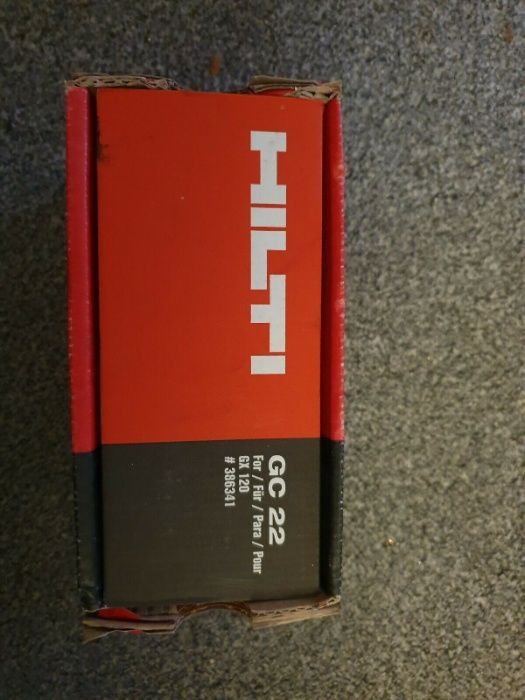 HILTI
GC 22
For / Für / Para / Pour
GX 120
# 386341